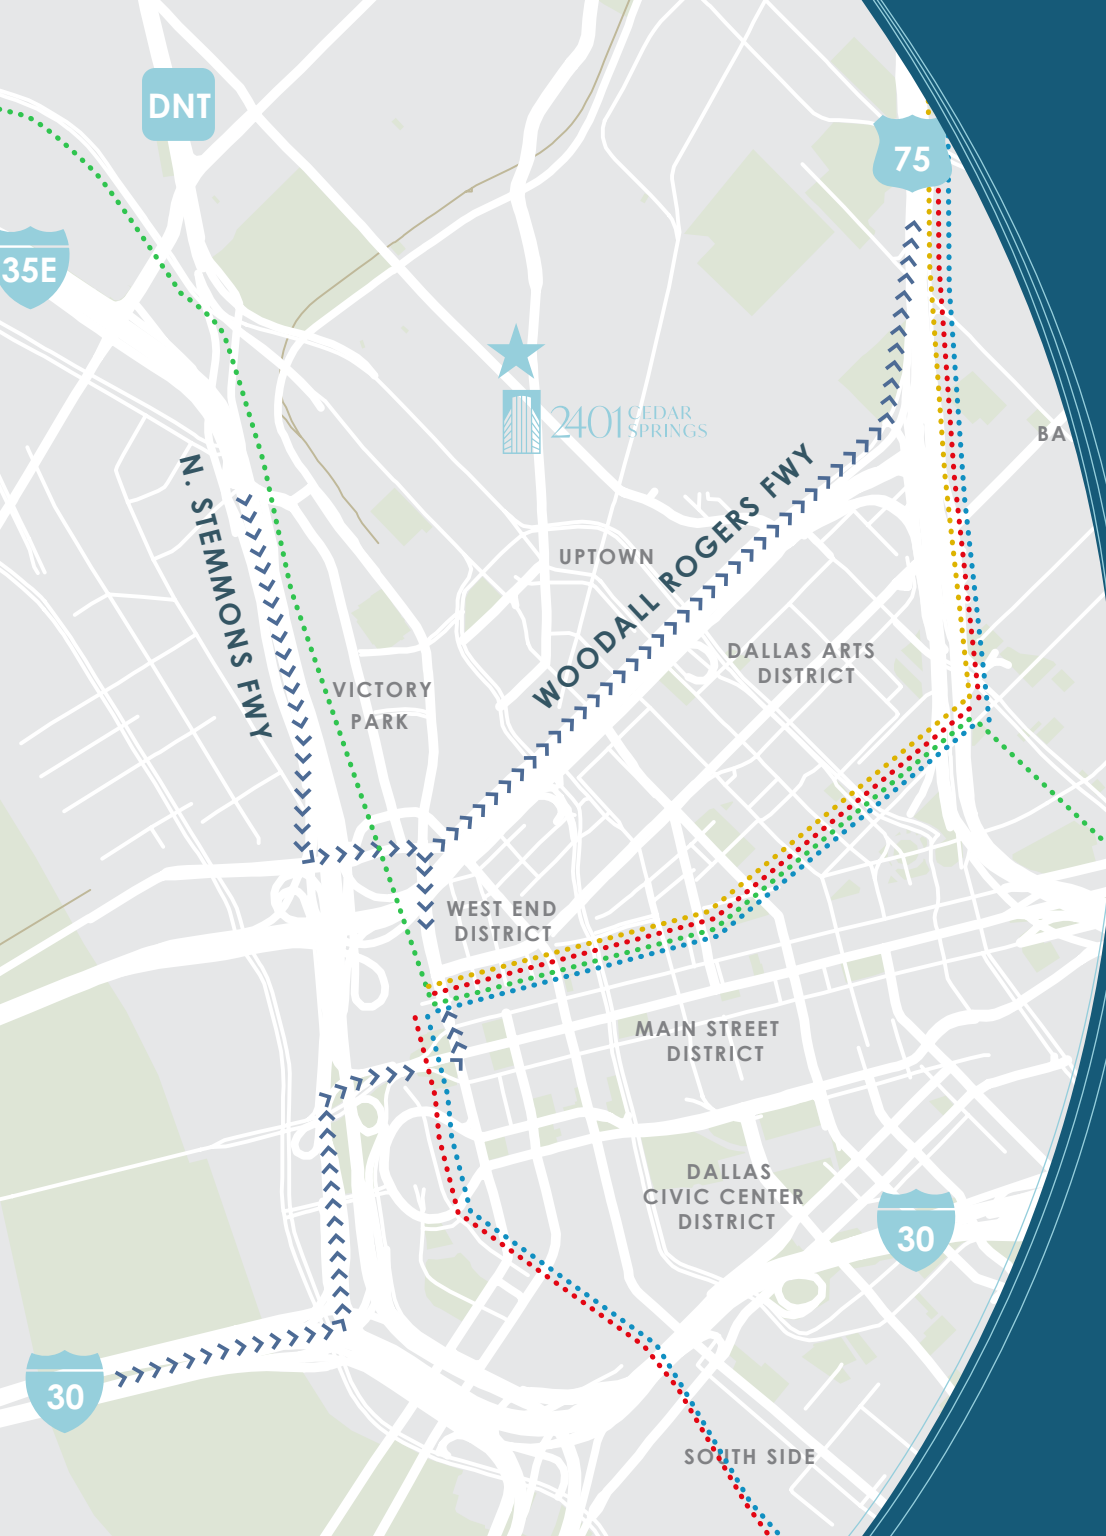 DNT
75
35E
2401 CEDAR
SPRINGS
BA
N. STEMMONS FWY
WOODALL ROGERS FWY
UPTOWN
DALLAS ARTS
DISTRICT
VICTORY
PARK
WEST END
DISTRICT
MAIN STREET
DISTRICT
DALLAS
CIVIC CENTER
DISTRICT
30
30
SOUTH SIDE